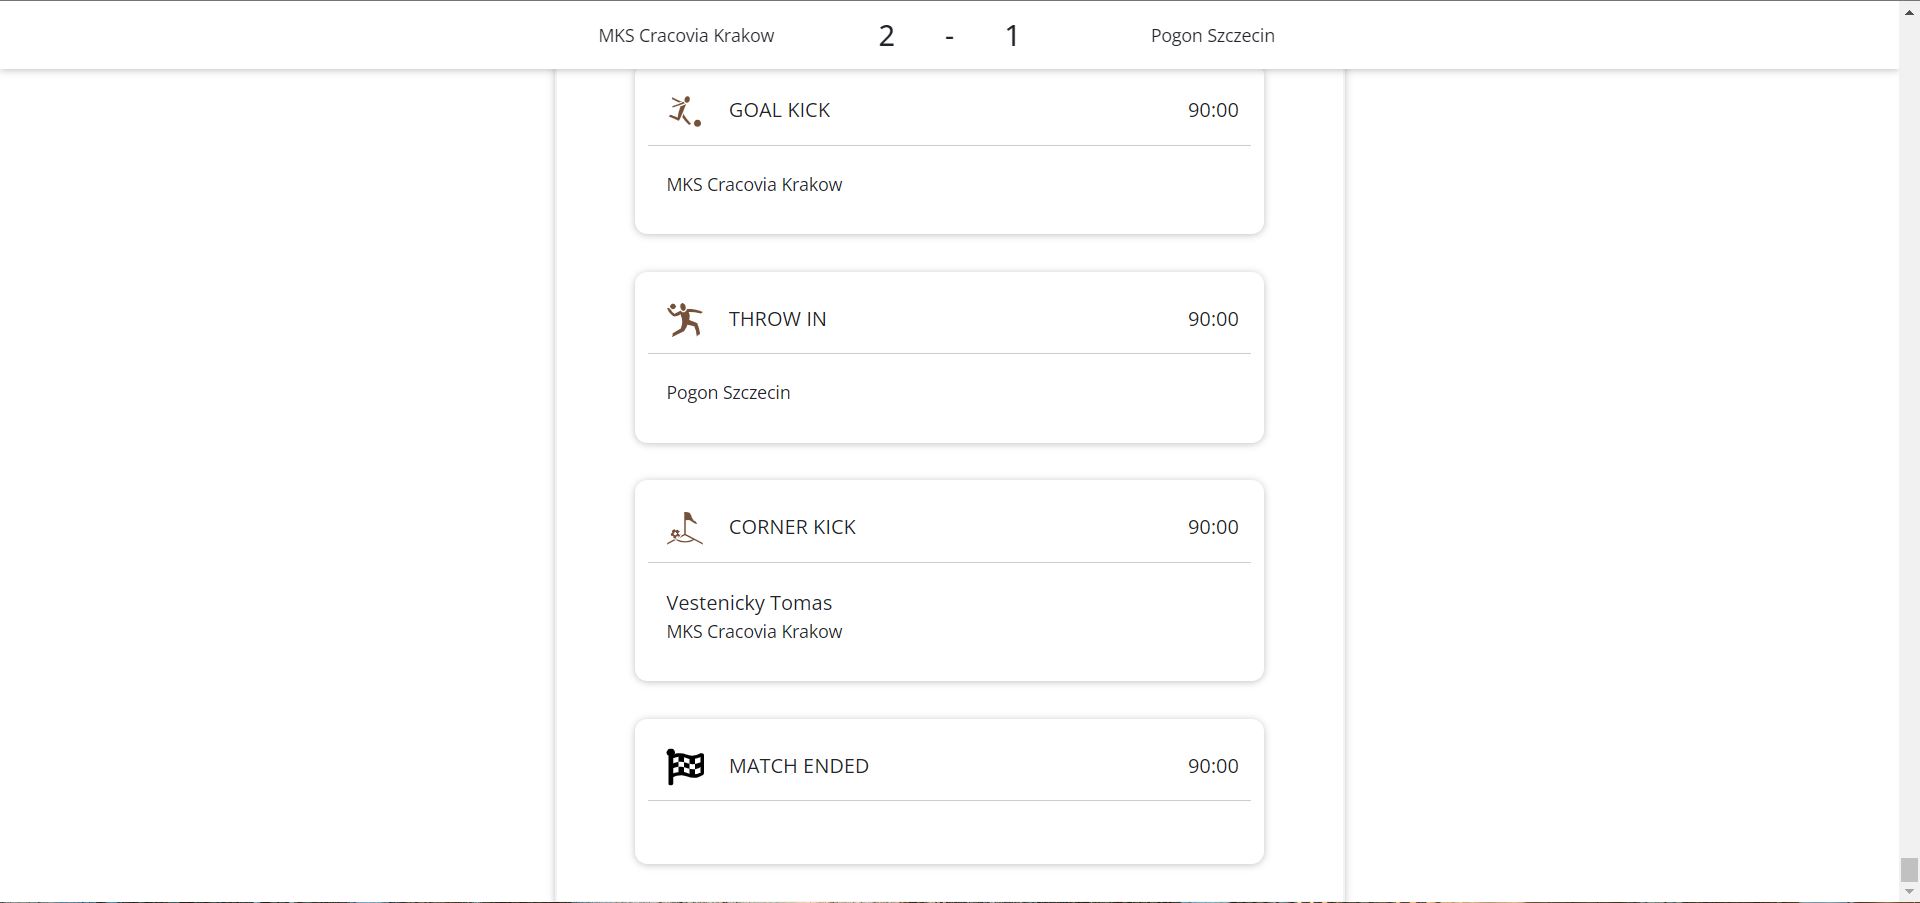 MKS Cracovia Krakow 2 - 1 Pogon Szczecin
GOAL KICK 90:00
MKS Cracovia Krakow
THROW IN 90:00
Pogon Szczecin
CORNER KICK 90:00
Vestenicky Tomas
MKS Cracovia Krakow
MATCH ENDED 90:00